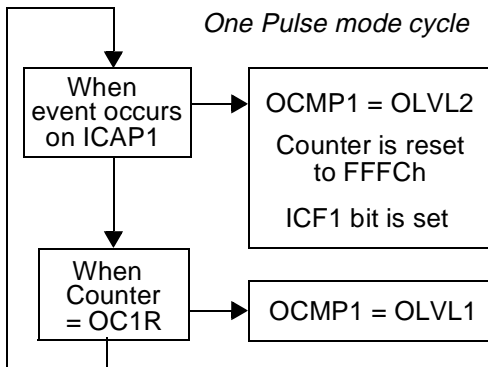 One Pulse mode cycle
When
event occurs
on ICAP1
OCMP1 = OLVL2
Counter is reset
to FFFCh
ICF1 bit is set
When
Counter
= OC1R
OCMP1 = OLVL1